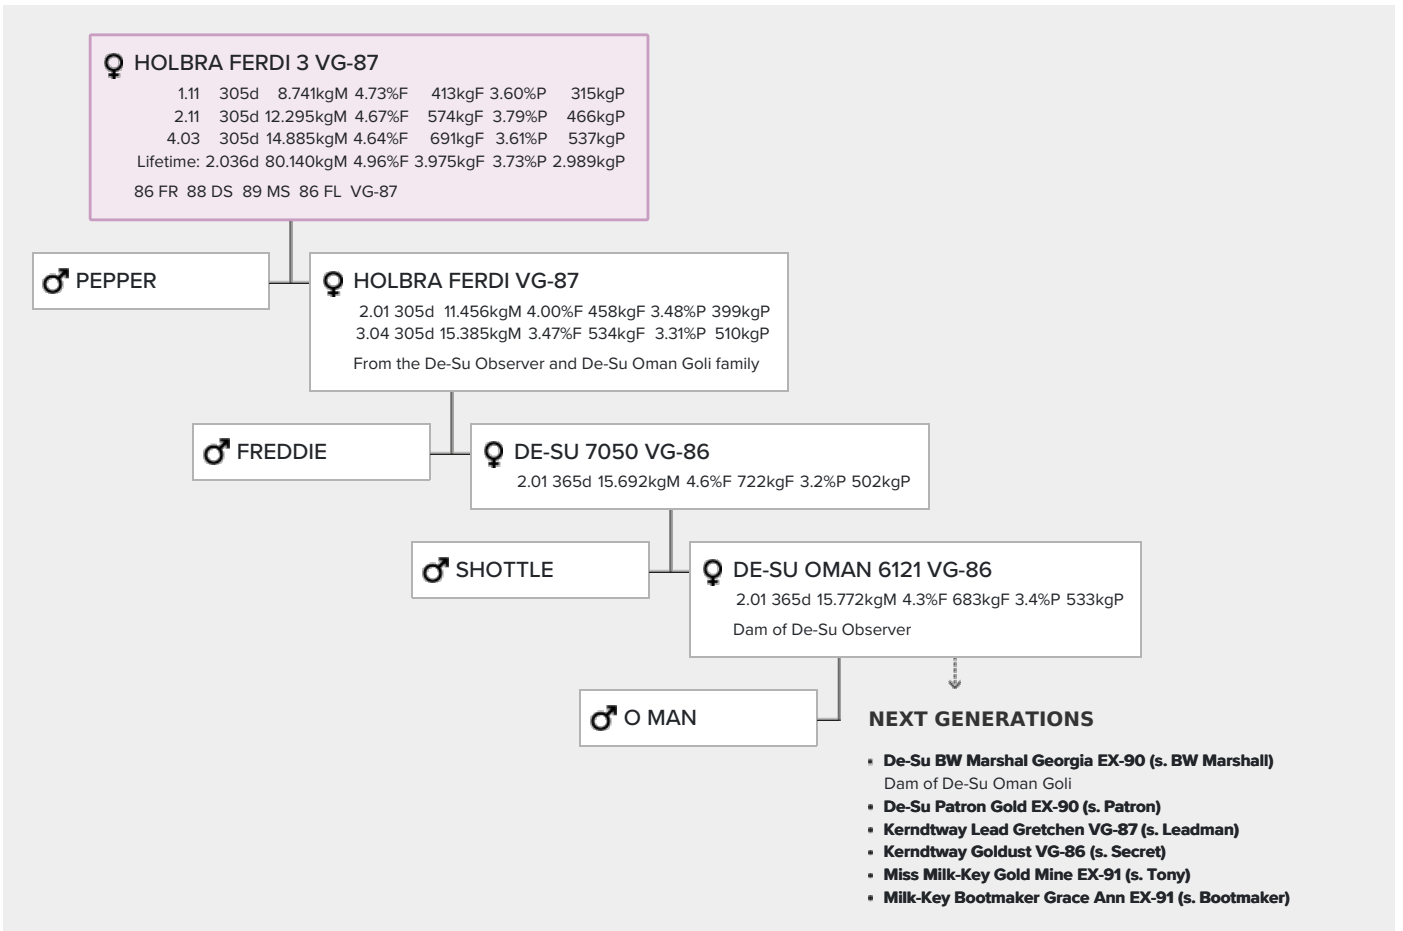 HOLBRA FERDI 3 VG-87
1.11 305d 8.741kgM 4.73%F 413kgF 3.60%P 315kgP
2.11 305d 12.295kgM 4.67%F 574kgF 3.79%P 466kgP
4.03 305d 14.885kgM 4.64%F 691kgF 3.61%P 537kgP
Lifetime: 2.036d 80.140kgM 4.96%F 3.975kgF 3.73%P 2.989kgP
86 FR 88 DS 89 MS 86 FL VG-87
PEPPER
HOLBRA FERDI VG-87
2.01 305d 11.456kgM 4.00%F 458kgF 3.48%P 399kgP
3.04 305d 15.385kgM 3.47%F 534kgF 3.31%P 510kgP
From the De-Su Observer and De-Su Oman Goli family
FREDDIE
DE-SU 7050 VG-86
2.01 365d 15.692kgM 4.6%F 722kgF 3.2%P 502kgP
SHOTTLE
DE-SU OMAN 6121 VG-86
2.01 365d 15.772kgM 4.3%F 683kgF 3.4%P 533kgP
Dam of De-Su Observer
O MAN
NEXT GENERATIONS
• De-Su BW Marshal Georgia EX-90 (s. BW Marshall)
Dam of De-Su Oman Goli
• De-Su Patron Gold EX-90 (s. Patron)
• Kerndtway Lead Gretchen VG-87 (s. Leadman)
• Kerndtway Goldust VG-86 (s. Secret)
• Miss Milk-Key Gold Mine EX-91 (s. Tony)
• Milk-Key Bootmaker Grace Ann EX-91 (s. Bootmaker)